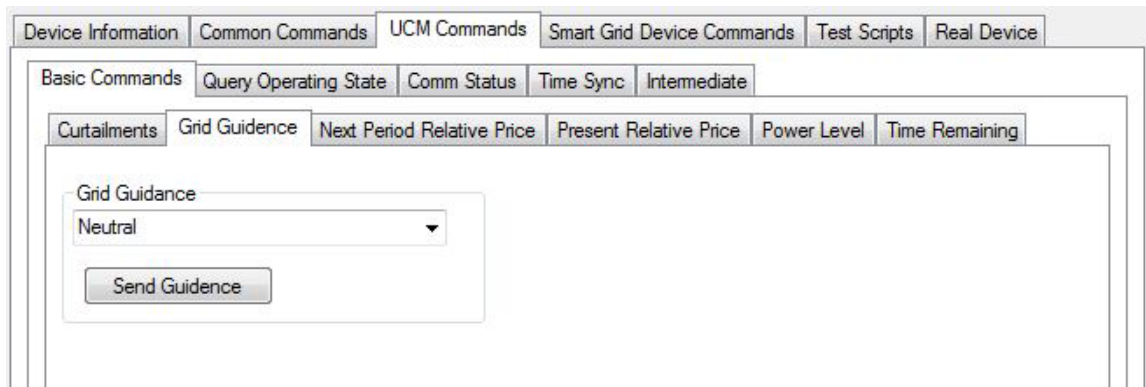 Device Information Common Commands UCM Commands Smart Grid Device Commands Test Scripts Real Device
Basic Commands Query Operating State Comm Status Time Sync Intermediate
Curtailments Grid Guidence Next Period Relative Price Present Relative Price Power Level Time Remaining
Grid Guidance
Neutral
Send Guidence